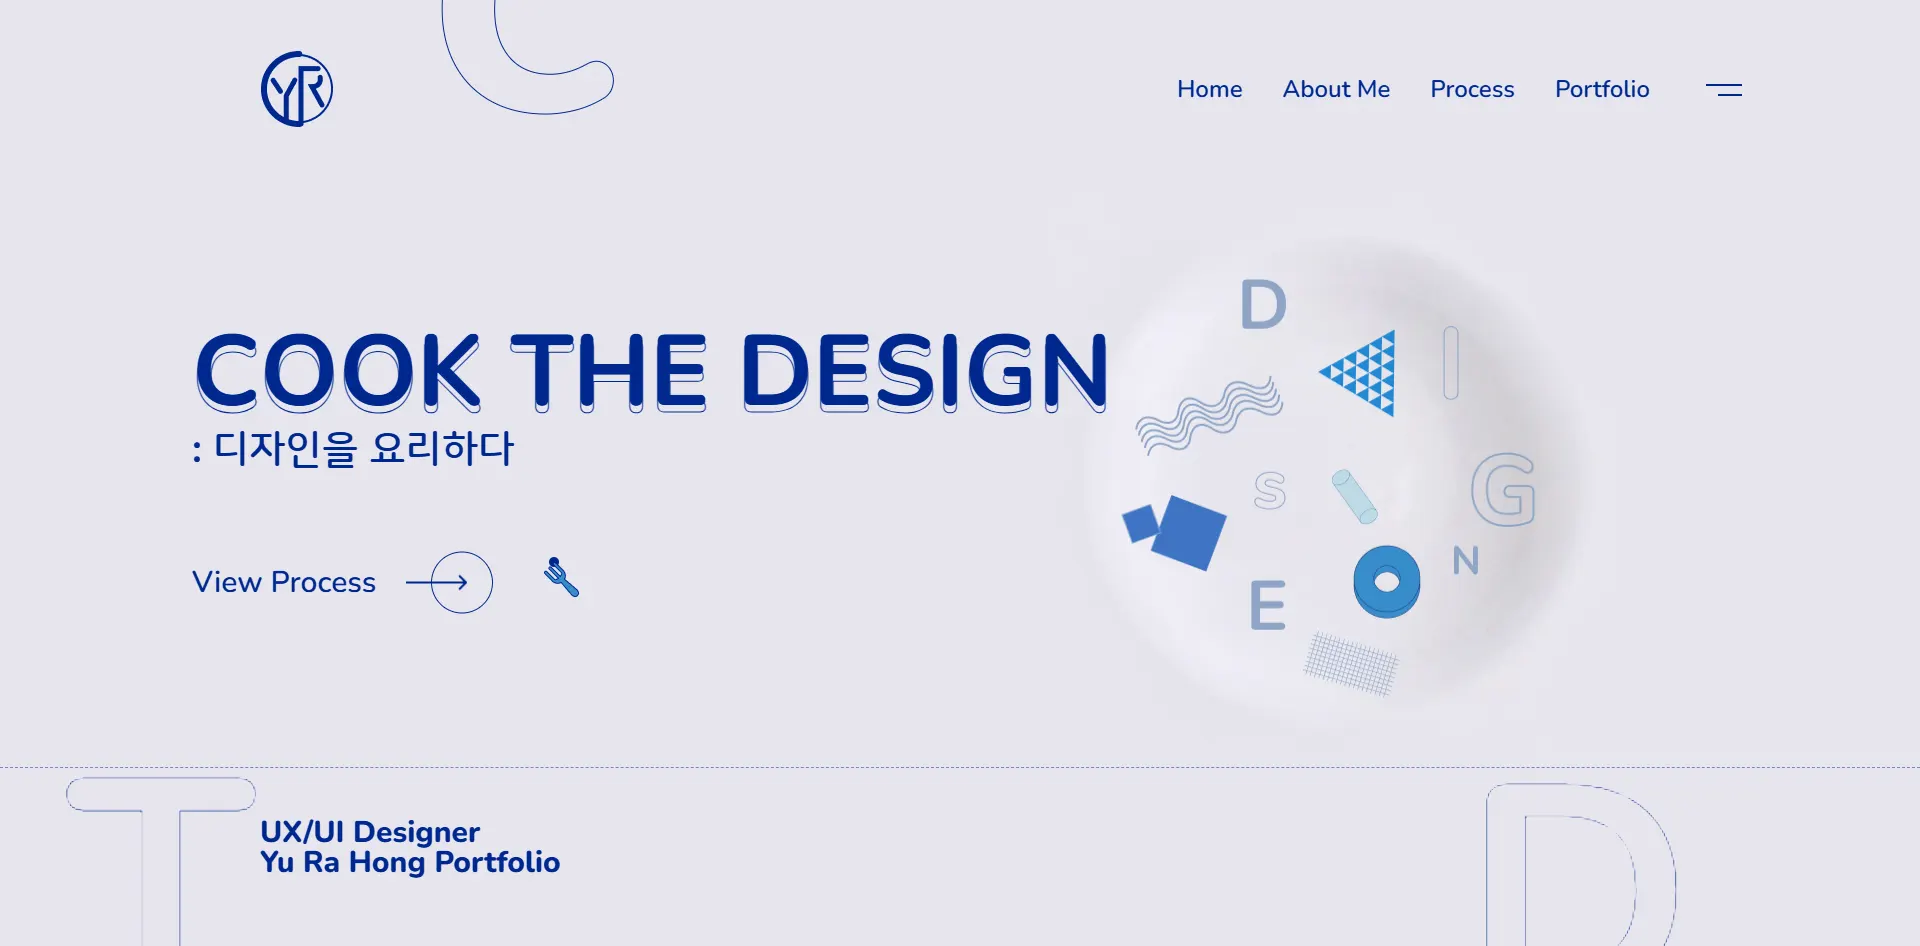 C
YR
Home
About Me
Process
Portfolio
COOK THE DESIGN
: 디자인을 요리하다
View Process
D
I
S
G
N
E
T
D
UX/UI Designer
Yu Ra Hong Portfolio